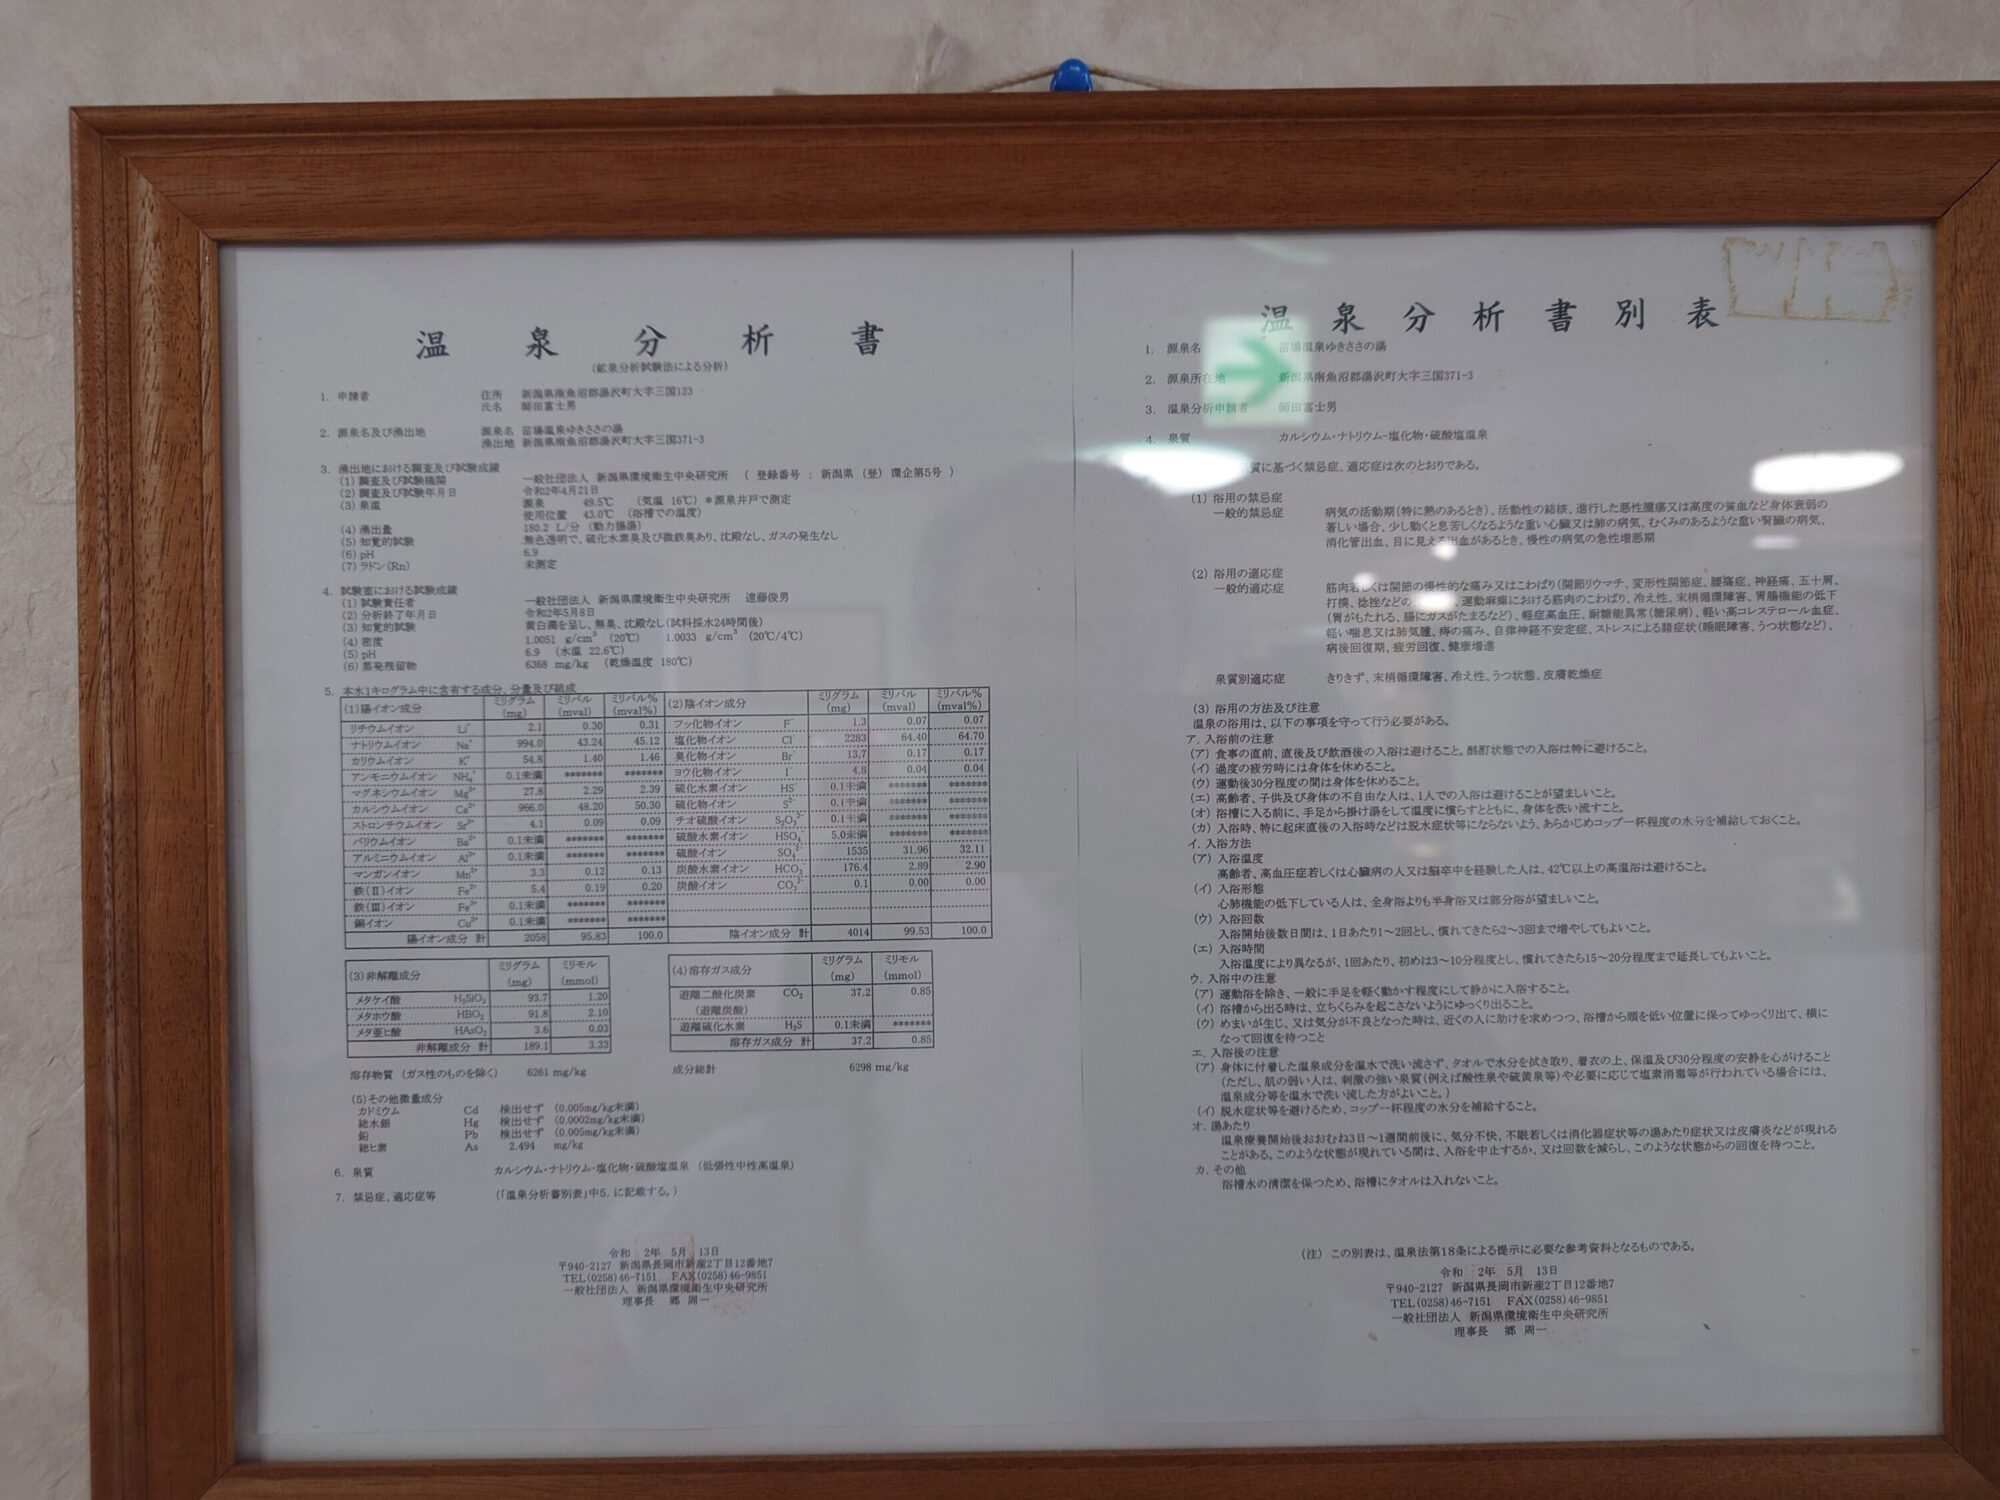 温泉分析書
(鉱泉分析試験法による分析)
1. 申請者 住所 新潟県南魚沼郡湯沢町大字三国123
氏名 師田富士男
2. 源泉名及び湧出地 源泉名 苗場温泉ゆきささの湯
湧出地 新潟県南魚沼郡湯沢町大字三国371-3
3. 湧出地における調査及び試験成績
(1) 調査及び試験機関 一般社団法人 新潟県環境衛生中央研究所 ( 登録番号 : 新潟県 (登) 環企第5号 )
(2) 調査及び試験年月日 令和2年4月21日
(3) 泉温 源泉 49.5℃ (気温 16℃) *源泉井戸で測定
使用位置 43.0℃ (浴槽での温度)
(4) 湧出量 180.2 L/分 (動力揚湯)
(5) 知覚的試験 無色透明で、硫化水素臭及び微鉄臭あり、沈殿なし、ガスの発生なし
(6) pH 6.9
(7) ラドン(Rn) 未測定
4. 試験室における試験成績
(1) 試験責任者 一般社団法人 新潟県環境衛生中央研究所 遠藤俊男
(2) 分析終了年月日 令和2年5月8日
(3) 知覚的試験 黄白濁を呈し、無臭、沈殿なし(試料採水24時間後)
(4) 密度 1.0051 g/cm³ (20℃) 1.0033 g/cm³ (20℃/4℃)
(5) pH 6.9 (水温 22.6℃)
(6) 蒸発残留物 6368 mg/kg (乾燥温度 180℃)
5. 本水1キログラム中に含有する成分、分量及び組成
(1)陽イオン成分 ミリグラム(mg) ミリバル(mval) ミリバル%(mval%) (2)陰イオン成分 ミリグラム(mg) ミリバル(mval) ミリバル%(mval%)
リチウムイオン Li⁺ 2.1 0.30 0.31 フッ化物イオン F⁻ 1.3 0.07 0.07
ナトリウムイオン Na⁺ 994.0 43.24 45.12 塩化物イオン Cl⁻ 2283 64.40 64.70
カリウムイオン K⁺ 54.8 1.40 1.46 臭化物イオン Br⁻ 13.7 0.17 0.17
アンモニウムイオン NH₄⁺ 0.1未満 ******* ******* ヨウ化物イオン I⁻ 4.8 0.04 0.04
マグネシウムイオン Mg²⁺ 27.8 2.29 2.39 硫化水素イオン HS⁻ 0.1未満 ******* *******
カルシウムイオン Ca²⁺ 966.0 48.20 50.30 硫化物イオン S²⁻ 0.1未満 ******* *******
ストロンチウムイオン Sr²⁺ 4.1 0.09 0.09 チオ硫酸イオン S₂O₃²⁻ 0.1未満 ******* *******
バリウムイオン Ba²⁺ 0.1未満 ******* ******* 硫酸水素イオン HSO₄⁻ 5.0未満 ******* *******
アルミニウムイオン Al³⁺ 0.1未満 ******* ******* 硫酸イオン SO₄²⁻ 1535 31.96 32.11
マンガンイオン Mn²⁺ 3.3 0.12 0.13 炭酸水素イオン HCO₃⁻ 176.4 2.89 2.90
鉄(Ⅱ)イオン Fe²⁺ 5.4 0.19 0.20 炭酸イオン CO₃²⁻ 0.1 0.00 0.00
鉄(Ⅲ)イオン Fe³⁺ 0.1未満 ******* *******
銅イオン Cu²⁺ 0.1未満 ******* *******
陽イオン成分 計 2058 95.83 100.0 陰イオン成分 計 4014 99.53 100.0
(3)非解離成分 ミリグラム(mg) ミリモル(mmol) (4)溶存ガス成分 ミリグラム(mg) ミリモル(mmol)
メタケイ酸 H₂SiO₃ 93.7 1.20 遊離二酸化炭素 CO₂ 37.2 0.85
メタホウ酸 HBO₂ 91.8 2.10 (遊離炭酸)
メタ亜ヒ酸 HAsO₂ 3.6 0.03 遊離硫化水素 H₂S 0.1未満 *******
非解離成分 計 189.1 3.33 溶存ガス成分 計 37.2 0.85
溶存物質 (ガス性のものを除く) 6261 mg/kg 成分総計 6298 mg/kg
(5)その他微量成分
カドミウム Cd 検出せず (0.005mg/kg未満)
総水銀 Hg 検出せず (0.0002mg/kg未満)
鉛 Pb 検出せず (0.005mg/kg未満)
総ヒ素 As 2.494 mg/kg
6. 泉質 カルシウム・ナトリウム-塩化物・硫酸塩温泉 (低張性中性高温泉)
7. 禁忌症、適応症等 (「温泉分析書別表」中5. に記載する。)
令和 2年 5月 13日
〒940-2127 新潟県長岡市新産2丁目12番地7
TEL(0258)46-7151 FAX(0258)46-9851
一般社団法人 新潟県環境衛生中央研究所
理事長 郷 周一
温泉分析書別表
1. 源泉名 苗場温泉ゆきささの湯
2. 源泉所在地 新潟県南魚沼郡湯沢町大字三国371-3
3. 温泉分析申請者 師田富士男
4. 泉質 カルシウム・ナトリウム-塩化物・硫酸塩温泉
質に基づく禁忌症、適応症は次のとおりである。
(1) 浴用の禁忌症
一般的禁忌症 病気の活動期(特に熱のあるとき)、活動性の結核、進行した悪性腫瘍又は高度の貧血など身体衰弱の
著しい場合、少し動くと息苦しくなるような重い心臓又は肺の病気、むくみのあるような重い腎臓の病気、
消化管出血、目に見える出血があるとき、慢性の病気の急性増悪期
(2) 浴用の適応症
一般的適応症 筋肉若しくは関節の慢性的な痛み又はこわばり(関節リウマチ、変形性関節症、腰痛症、神経痛、五十肩、
打撲、捻挫などの 運動麻痺における筋肉のこわばり、冷え性、末梢循環障害、胃腸機能の低下
(胃がもたれる、腸にガスがたまるなど)、軽症高血圧、耐糖能異常(糖尿病)、軽い高コレステロール血症、
軽い喘息又は肺気腫、痔の痛み、自律神経不安定症、ストレスによる諸症状(睡眠障害、うつ状態など)、
病後回復期、疲労回復、健康増進
泉質別適応症 きりきず、末梢循環障害、冷え性、うつ状態、皮膚乾燥症
(3) 浴用の方法及び注意
温泉の浴用は、以下の事項を守って行う必要がある。
ア. 入浴前の注意
(ア) 食事の直前、直後及び飲酒後の入浴は避けること。酩酊状態での入浴は特に避けること。
(イ) 過度の疲労時には身体を休めること。
(ウ) 運動後30分程度の間は身体を休めること。
(エ) 高齢者、子供及び身体の不自由な人は、1人での入浴は避けることが望ましいこと。
(オ) 浴槽に入る前に、手足から掛け湯をして温度に慣らすとともに、身体を洗い流すこと。
(カ) 入浴時、特に起床直後の入浴時などは脱水症状等にならないよう、あらかじめコップ一杯程度の水分を補給しておくこと。
イ. 入浴方法
(ア) 入浴温度
高齢者、高血圧症若しくは心臓病の人又は脳卒中を経験した人は、42℃以上の高温浴は避けること。
(イ) 入浴形態
心肺機能の低下している人は、全身浴よりも半身浴又は部分浴が望ましいこと。
(ウ) 入浴回数
入浴開始後数日間は、1日あたり1～2回とし、慣れてきたら2～3回まで増やしてもよいこと。
(エ) 入浴時間
入浴温度により異なるが、1回あたり、初めは3～10分程度とし、慣れてきたら15～20分程度まで延長してもよいこと。
ウ. 入浴中の注意
(ア) 運動浴を除き、一般に手足を軽く動かす程度にして静かに入浴すること。
(イ) 浴槽から出る時は、立ちくらみを起こさないようにゆっくり出ること。
(ウ) めまいが生じ、又は気分が不良となった時は、近くの人に助けを求めつつ、浴槽から頭を低い位置に保ってゆっくり出て、横に
なって回復を待つこと
エ. 入浴後の注意
(ア) 身体に付着した温泉成分を温水で洗い流さず、タオルで水分を拭き取り、着衣の上、保温及び30分程度の安静を心がけること
(ただし、肌の弱い人は、刺激の強い泉質(例えば酸性泉や硫黄泉等)や必要に応じて塩素消毒等が行われている場合には、
温泉成分等を温水で洗い流した方がよいこと。)
(イ) 脱水症状等を避けるため、コップ一杯程度の水分を補給すること。
オ. 湯あたり
温泉療養開始後おおむね3日～1週間前後に、気分不快、不眠若しくは消化器症状等の湯あたり症状又は皮膚炎などが現れる
ことがある。このような状態が現れている間は、入浴を中止するか、又は回数を減らし、このような状態からの回復を待つこと。
カ. その他
浴槽水の清潔を保つため、浴槽にタオルは入れないこと。
(注) この別表は、温泉法第18条による提示に必要な参考資料となるものである。
令和 2年 5月 13日
〒940-2127 新潟県長岡市新産2丁目12番地7
TEL(0258)46-7151 FAX(0258)46-9851
一般社団法人 新潟県環境衛生中央研究所
理事長 郷 周一